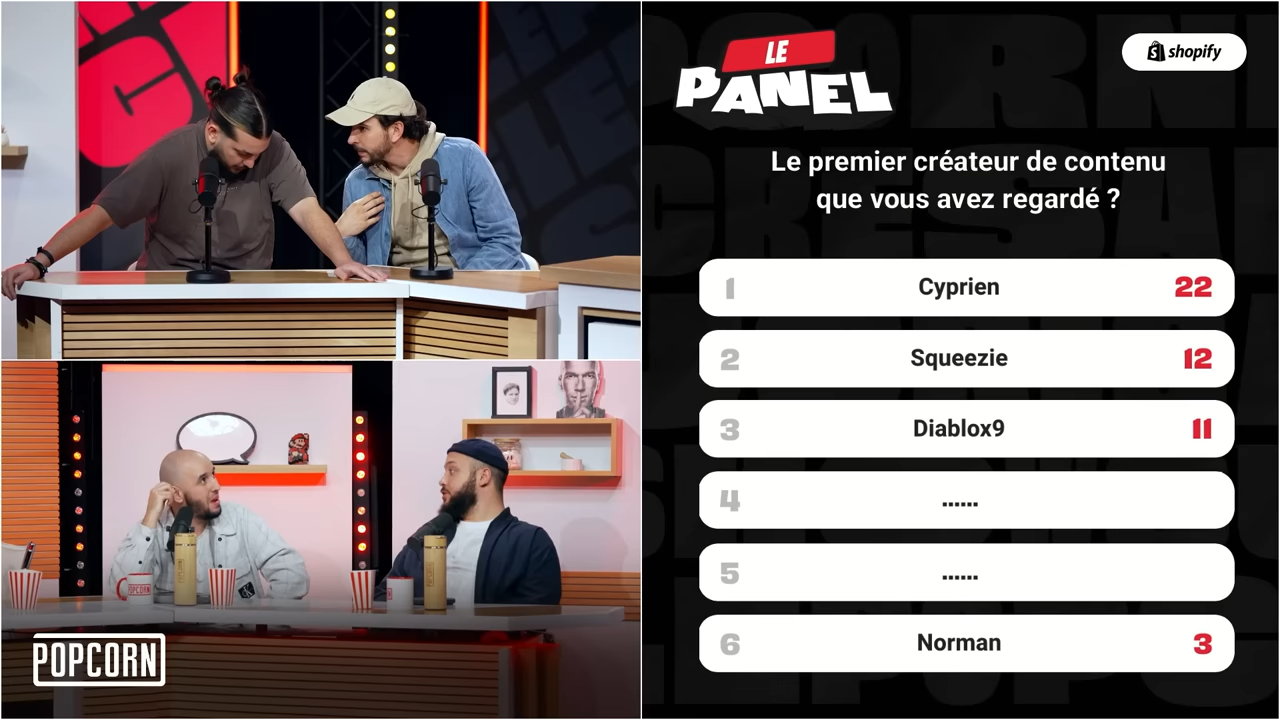 LE
PANEL
shopify
Le premier créateur de contenu
que vous avez regardé ?
1 Cyprien 22
2 Squeezie 12
3 Diablox9 11
4 ......
5 ......
6 Norman 3
POPCORN
POPCORN